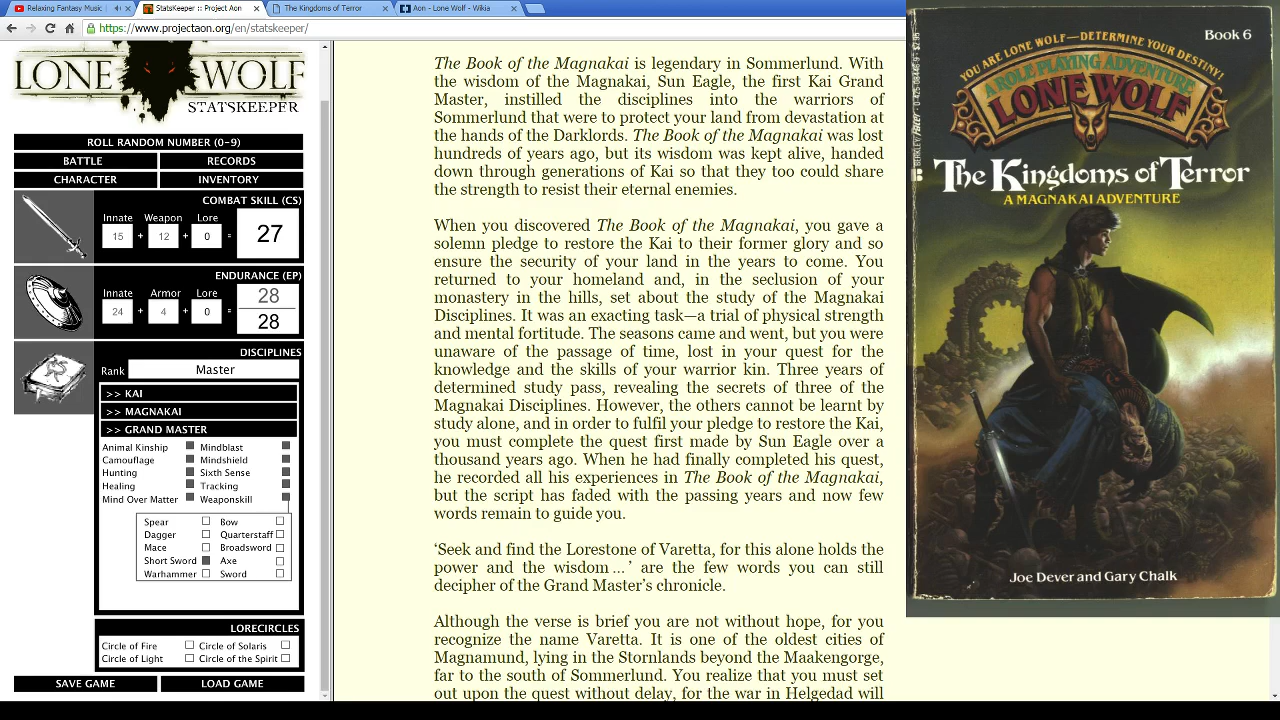 Relaxing Fantasy Music
StatsKeeper :: Project Aon
The Kingdoms of Terror
Aon - Lone Wolf - Wikia
https://www.projectaon.org/en/statskeeper/
LONE WOLF
STATSKEEPER
ROLL RANDOM NUMBER (0-9)
BATTLE RECORDS
CHARACTER INVENTORY
COMBAT SKILL (CS)
Innate Weapon Lore
15 + 12 + 0 = 27
ENDURANCE (EP)
28
Innate Armor Lore
24 + 4 + 0 = 28
DISCIPLINES
Rank Master
>> KAI
>> MAGNAKAI
>> GRAND MASTER
Animal Kinship Mindblast
Camouflage Mindshield
Hunting Sixth Sense
Healing Tracking
Mind Over Matter Weaponskill
Spear Bow
Dagger Quarterstaff
Mace Broadsword
Short Sword Axe
Warhammer Sword
LORECIRCLES
Circle of Fire Circle of Solaris
Circle of Light Circle of the Spirit
SAVE GAME LOAD GAME
The Book of the Magnakai is legendary in Sommerlund. With
the wisdom of the Magnakai, Sun Eagle, the first Kai Grand
Master, instilled the disciplines into the warriors of
Sommerlund that were to protect your land from devastation at
the hands of the Darklords. The Book of the Magnakai was lost
hundreds of years ago, but its wisdom was kept alive, handed
down through generations of Kai so that they too could share
the strength to resist their eternal enemies.
When you discovered The Book of the Magnakai, you gave a
solemn pledge to restore the Kai to their former glory and so
ensure the security of your land in the years to come. You
returned to your homeland and, in the seclusion of your
monastery in the hills, set about the study of the Magnakai
Disciplines. It was an exacting task—a trial of physical strength
and mental fortitude. The seasons came and went, but you were
unaware of the passage of time, lost in your quest for the
knowledge and the skills of your warrior kin. Three years of
determined study pass, revealing the secrets of three of the
Magnakai Disciplines. However, the others cannot be learnt by
study alone, and in order to fulfil your pledge to restore the Kai,
you must complete the quest first made by Sun Eagle over a
thousand years ago. When he had finally completed his quest,
he recorded all his experiences in The Book of the Magnakai,
but the script has faded with the passing years and now few
words remain to guide you.
‘Seek and find the Lorestone of Varetta, for this alone holds the
power and the wisdom … ’ are the few words you can still
decipher of the Grand Master’s chronicle.
Although the verse is brief you are not without hope, for you
recognize the name Varetta. It is one of the oldest cities of
Magnamund, lying in the Stornlands beyond the Maakengorge,
far to the south of Sommerlund. You realize that you must set
out upon the quest without delay, for the war in Helgedad will
Book 6
YOU ARE LONE WOLF—DETERMINE YOUR DESTINY!
A ROLE PLAYING ADVENTURE
LONE WOLF
The Kingdoms of Terror
A MAGNAKAI ADVENTURE
Joe Dever and Gary Chalk